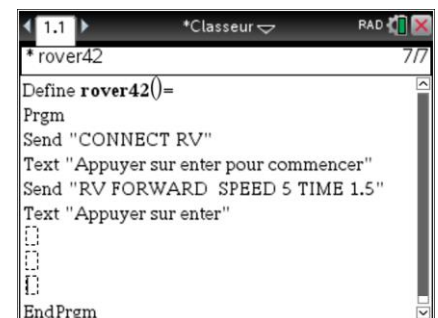 1.1 *Classeur RAD
* rover42 7/7
Define rover42()=
Prgm
Send "CONNECT RV"
Text "Appuyer sur enter pour commencer"
Send "RV FORWARD  SPEED 5 TIME 1.5"
Text "Appuyer sur enter"
EndPrgm